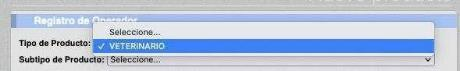 Registro de Operador
Seleccione...
Tipo de Producto: ✓ VETERINARIO
Subtipo de Producto: Seleccione...